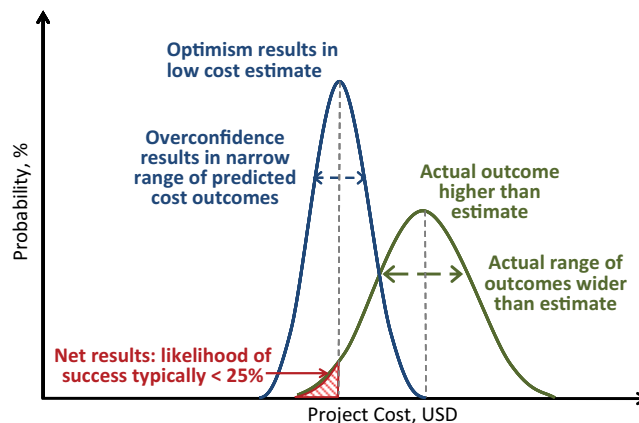 Optimism results in
low cost estimate
Overconfidence
results in narrow
range of predicted
cost outcomes
Actual outcome
higher than
estimate
Actual range of
outcomes wider
than estimate
Net results: likelihood of
success typically < 25%
Probability, %
Project Cost, USD